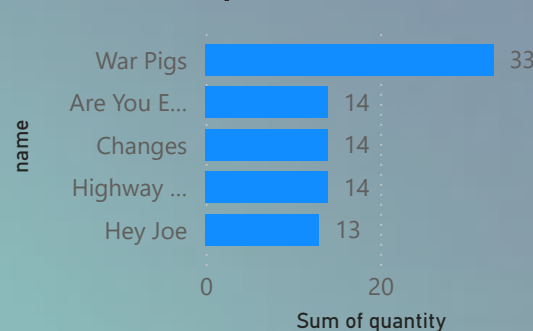 War Pigs 33
Are You E... 14
Changes 14
Highway ... 14
Hey Joe 13
name
0 20
Sum of quantity